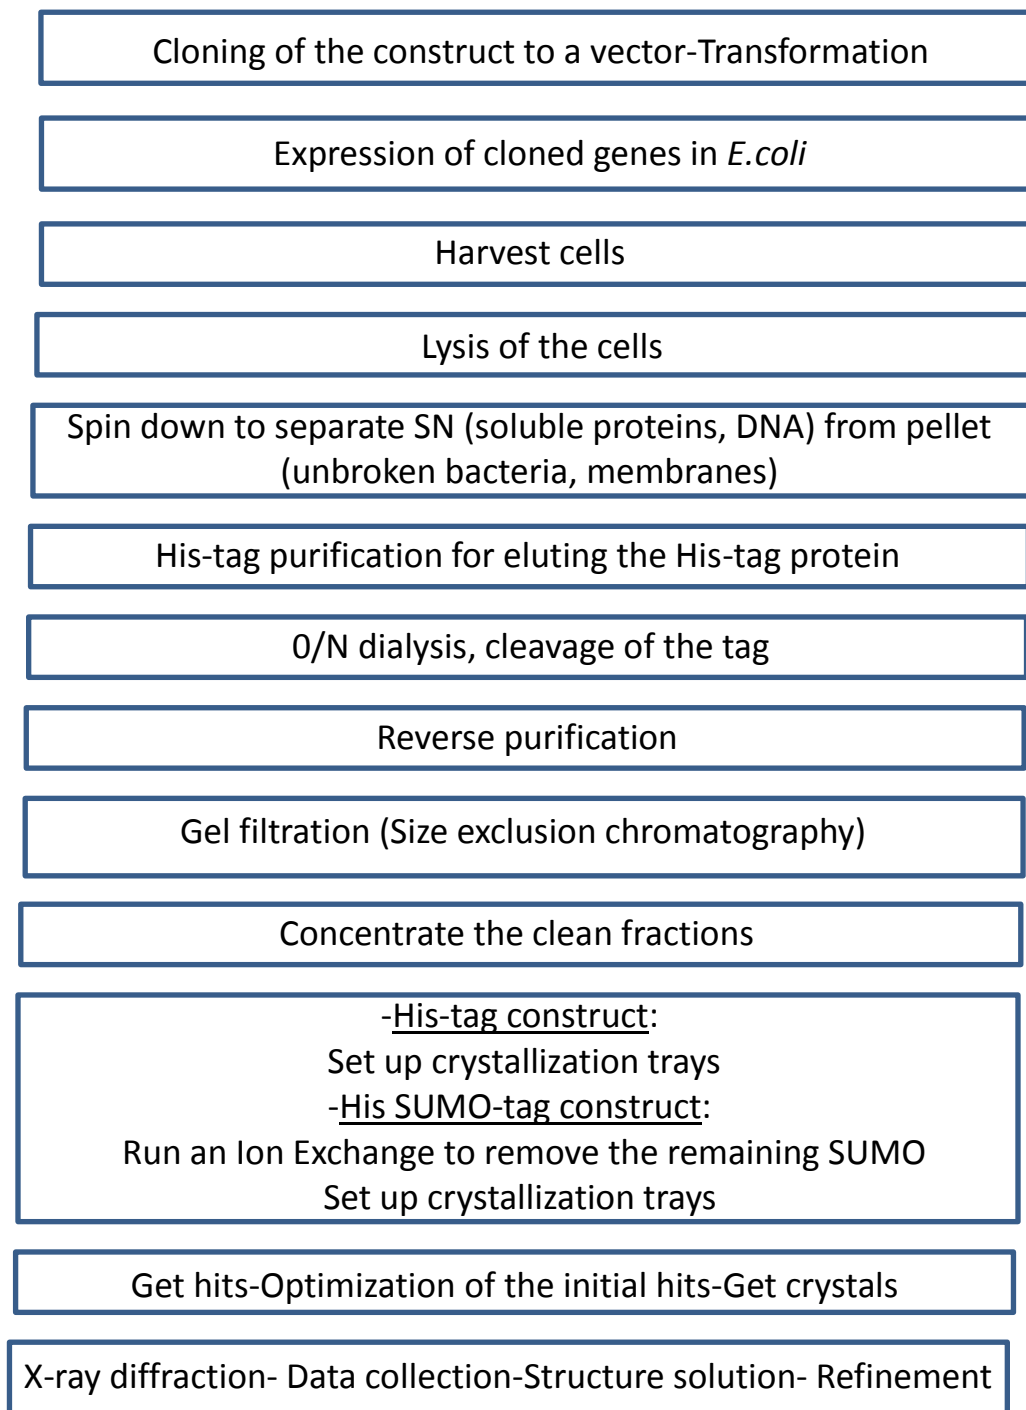 Cloning of the construct to a vector-Transformation
Expression of cloned genes in E.coli
Harvest cells
Lysis of the cells
Spin down to separate SN (soluble proteins, DNA) from pellet
(unbroken bacteria, membranes)
His-tag purification for eluting the His-tag protein
0/N dialysis, cleavage of the tag
Reverse purification
Gel filtration (Size exclusion chromatography)
Concentrate the clean fractions
-His-tag construct:
Set up crystallization trays
-His SUMO-tag construct:
Run an Ion Exchange to remove the remaining SUMO
Set up crystallization trays
Get hits-Optimization of the initial hits-Get crystals
X-ray diffraction- Data collection-Structure solution- Refinement